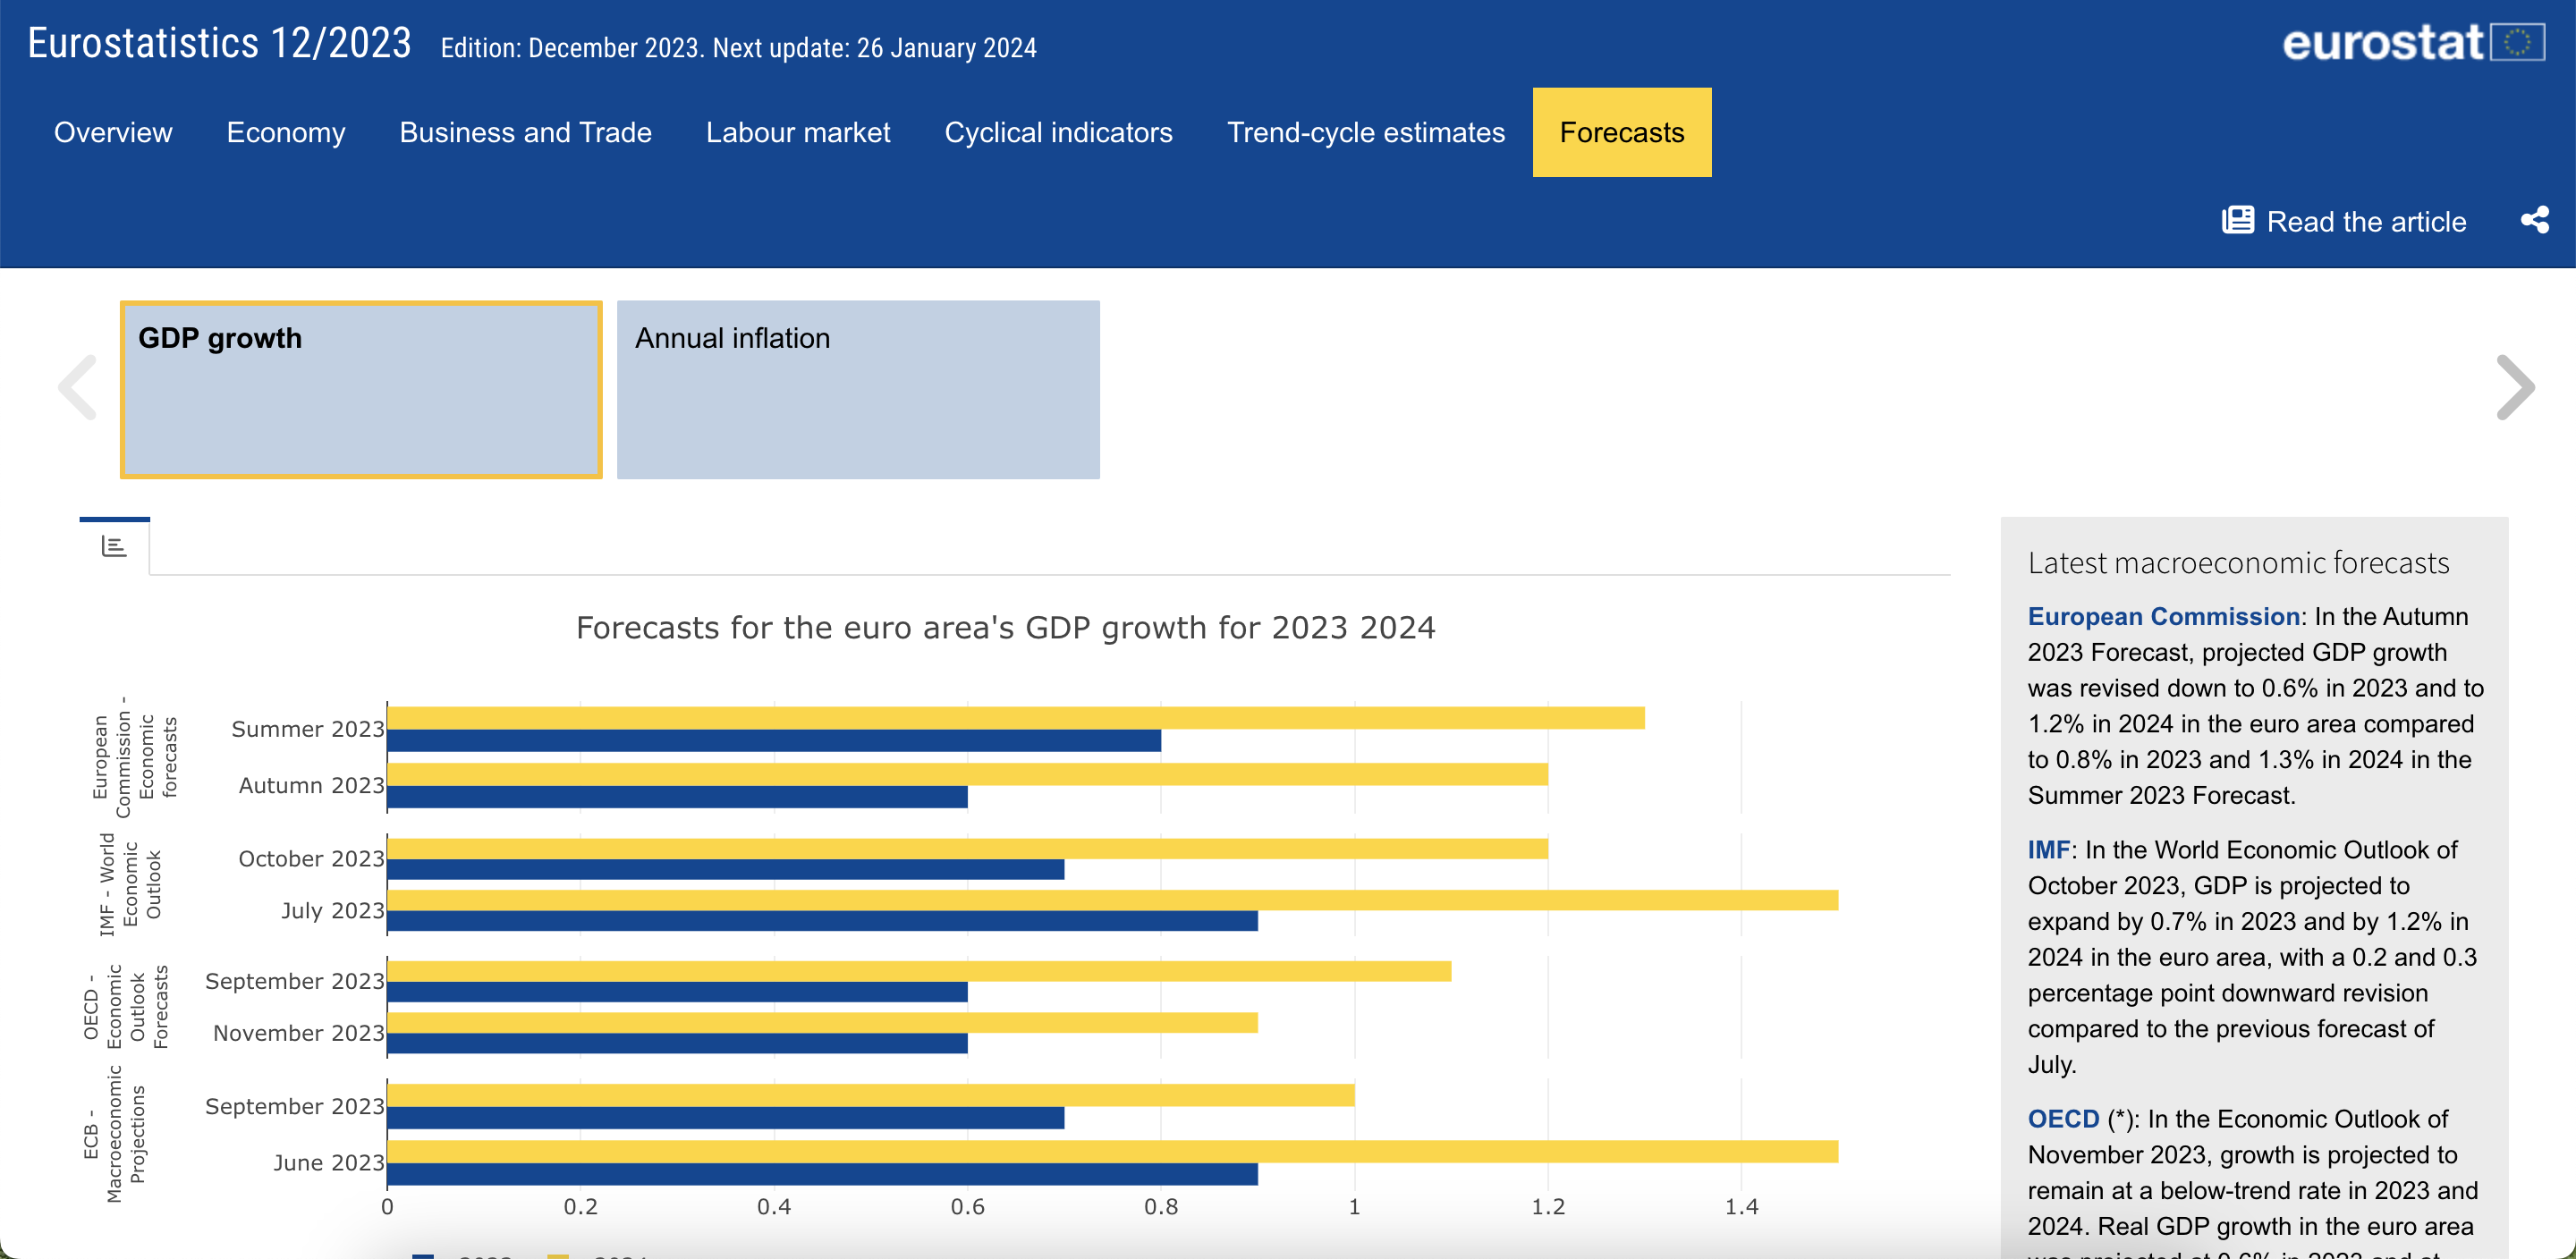 Eurostatistics 12/2023 Edition: December 2023. Next update: 26 January 2024
eurostat
Overview Economy Business and Trade Labour market Cyclical indicators Trend-cycle estimates Forecasts
Read the article
GDP growth
Annual inflation
Forecasts for the euro area's GDP growth for 2023 2024
European
Commission -
Economic
forecasts
Summer 2023
Autumn 2023
IMF - World
Economic
Outlook
October 2023
July 2023
OECD -
Economic
Outlook
Forecasts
September 2023
November 2023
ECB -
Macroeconomic
Projections
September 2023
June 2023
0 0.2 0.4 0.6 0.8 1 1.2 1.4
Latest macroeconomic forecasts
European Commission: In the Autumn
2023 Forecast, projected GDP growth
was revised down to 0.6% in 2023 and to
1.2% in 2024 in the euro area compared
to 0.8% in 2023 and 1.3% in 2024 in the
Summer 2023 Forecast.
IMF: In the World Economic Outlook of
October 2023, GDP is projected to
expand by 0.7% in 2023 and by 1.2% in
2024 in the euro area, with a 0.2 and 0.3
percentage point downward revision
compared to the previous forecast of
July.
OECD (*): In the Economic Outlook of
November 2023, growth is projected to
remain at a below-trend rate in 2023 and
2024. Real GDP growth in the euro area